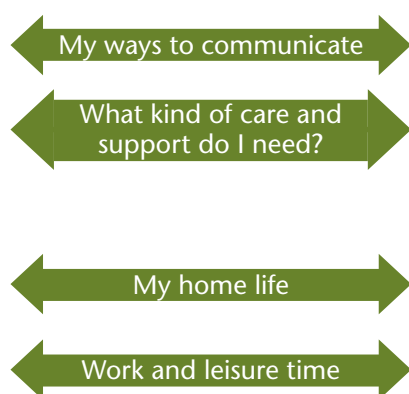 My ways to communicate
What kind of care and
support do I need?
My home life
Work and leisure time